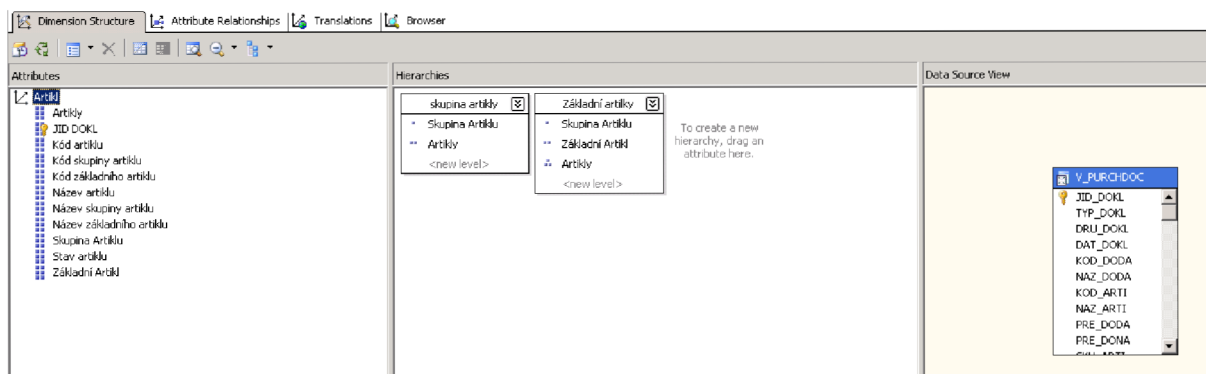 Dimension Structure Attribute Relationships Translations Browser
Attributes
Artikl
Artikly
JID DOKL
Kód artiklu
Kód skupiny artiklu
Kód základního artiklu
Název artiklu
Název skupiny artiklu
Název základního artiklu
Skupina Artiklu
Stav artiklu
Základní Artikl
Hierarchies
skupina artikly
Skupina Artiklu
Artikly
<new level>
Základní artilky
Skupina Artiklu
Základní Artikl
Artikly
<new level>
To create a new
hierarchy, drag an
attribute here.
Data Source View
V_PURCHDOC
JID_DOKL
TYP_DOKL
DRU_DOKL
DAT_DOKL
KOD_DODA
NAZ_DODA
KOD_ARTI
NAZ_ARTI
PRE_DODA
PRE_DONA